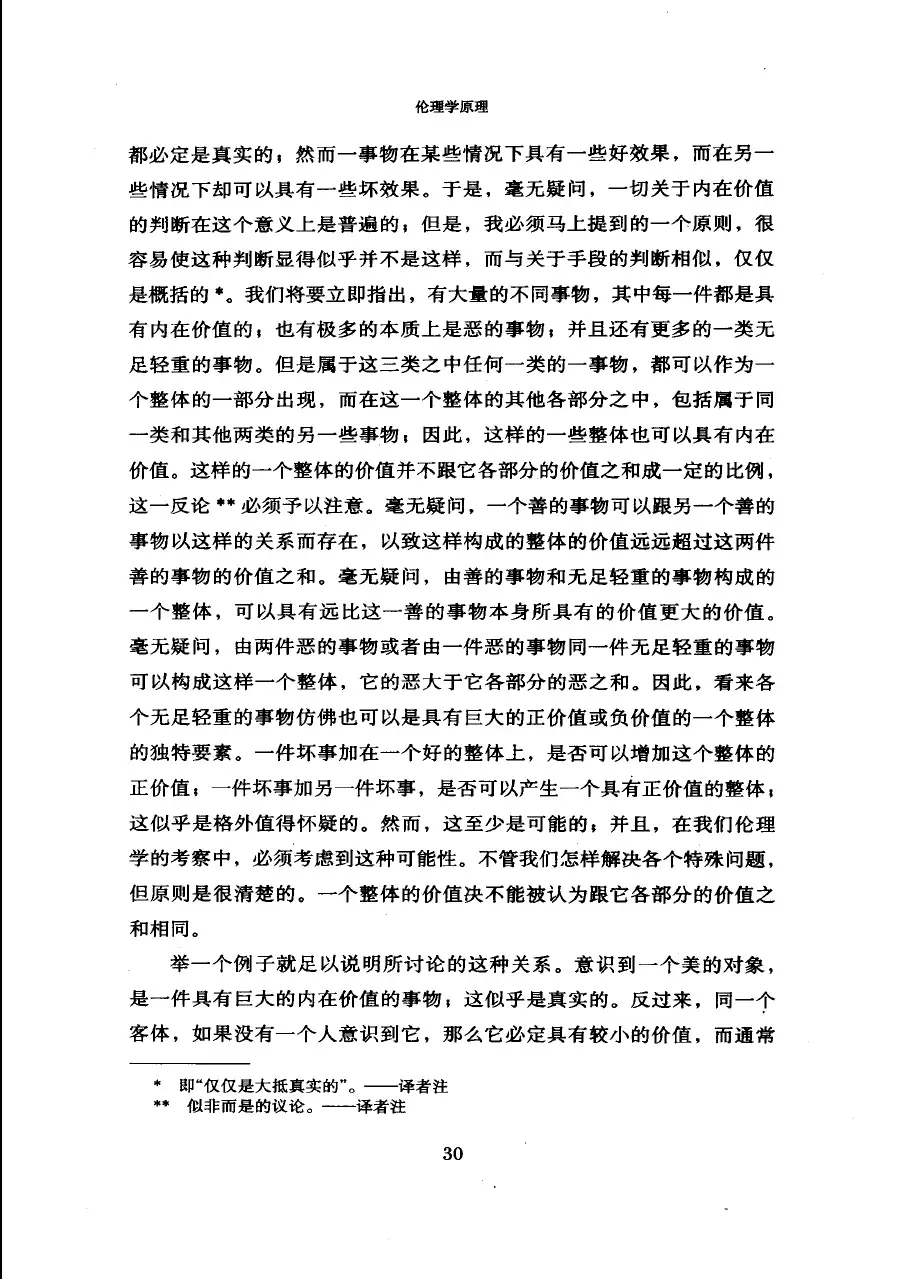 伦理学原理
都必定是真实的；然而一事物在某些情况下具有一些好效果，而在另一
些情况下却可以具有一些坏效果。于是，毫无疑问，一切关于内在价值
的判断在这个意义上是普遍的；但是，我必须马上提到的一个原则，很
容易使这种判断显得似乎并不是这样，而与关于手段的判断相似，仅仅
是概括的 *。我们将要立即指出，有大量的不同事物，其中每一件都是具
有内在价值的；也有极多的本质上是恶的事物；并且还有更多的一类无
足轻重的事物。但是属于这三类之中任何一类的一事物，都可以作为一
个整体的一部分出现，而在这一个整体的其他各部分之中，包括属于同
一类和其他两类的另一些事物；因此，这样的一些整体也可以具有内在
价值。这样的一个整体的价值并不跟它各部分的价值之和成一定的比例，
这一反论 ** 必须予以注意。毫无疑问，一个善的事物可以跟另一个善的
事物以这样的关系而存在，以致这样构成的整体的价值远远超过这两件
善的事物的价值之和。毫无疑问，由善的事物和无足轻重的事物构成的
一个整体，可以具有远比这一善的事物本身所具有的价值更大的价值。
毫无疑问，由两件恶的事物或者由一件恶的事物同一件无足轻重的事物
可以构成这样一个整体，它的恶大于它各部分的恶之和。因此，看来各
个无足轻重的事物仿佛也可以是具有巨大的正价值或负价值的一个整体
的独特要素。一件坏事加在一个好的整体上，是否可以增加这个整体的
正价值；一件坏事加另一件坏事，是否可以产生一个具有正价值的整体；
这似乎是格外值得怀疑的。然而，这至少是可能的；并且，在我们伦理
学的考察中，必须考虑到这种可能性。不管我们怎样解决各个特殊问题，
但原则是很清楚的。一个整体的价值决不能被认为跟它各部分的价值之
和相同。
举一个例子就足以说明所讨论的这种关系。意识到一个美的对象，
是一件具有巨大的内在价值的事物；这似乎是真实的。反过来，同一个
客体，如果没有一个人意识到它，那么它必定具有较小的价值，而通常
* 即“仅仅是大抵真实的”。——译者注
** 似非而是的议论。——译者注
30